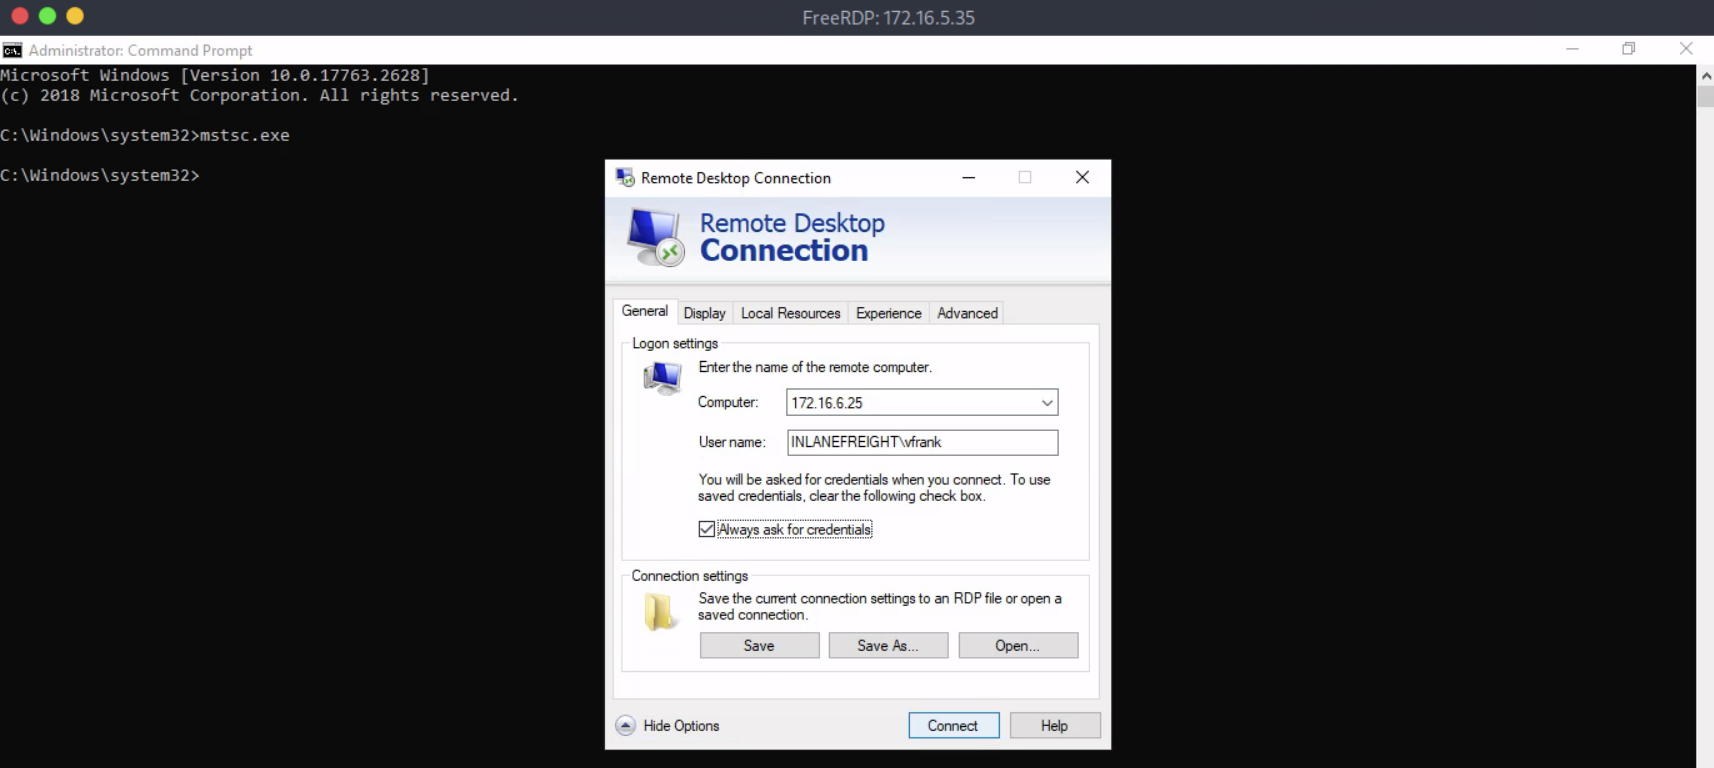 FreeRDP: 172.16.5.35
Administrator: Command Prompt
Microsoft Windows [Version 10.0.17763.2628]
(c) 2018 Microsoft Corporation. All rights reserved.
C:\Windows\system32>mstsc.exe
C:\Windows\system32>
Remote Desktop Connection
Remote Desktop
Connection
General Display Local Resources Experience Advanced
Logon settings
Enter the name of the remote computer.
Computer: 172.16.6.25
User name: INLANEFREIGHT\vfrank
You will be asked for credentials when you connect. To use
saved credentials, clear the following check box.
Always ask for credentials
Connection settings
Save the current connection settings to an RDP file or open a
saved connection.
Save Save As... Open...
Hide Options Connect Help